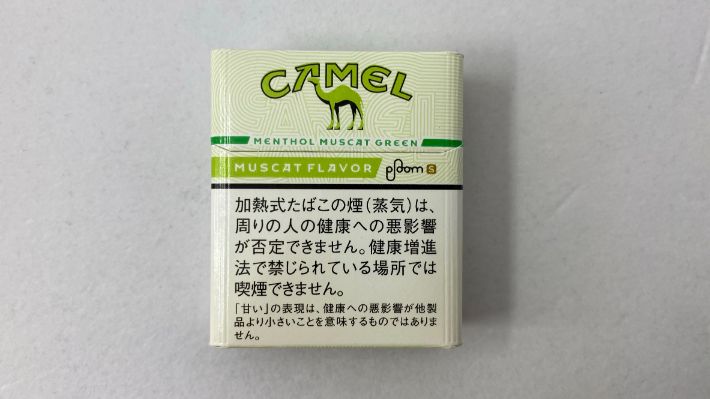 CAMEL
MENTHOL MUSCAT GREEN
MUSCAT FLAVOR ploom S
加熱式たばこの煙(蒸気)は、
周りの人の健康への悪影響
が否定できません。健康増進
法で禁じられている場所では
喫煙できません。
「甘い」の表現は、健康への悪影響が他製
品より小さいことを意味するものではありま
せん。